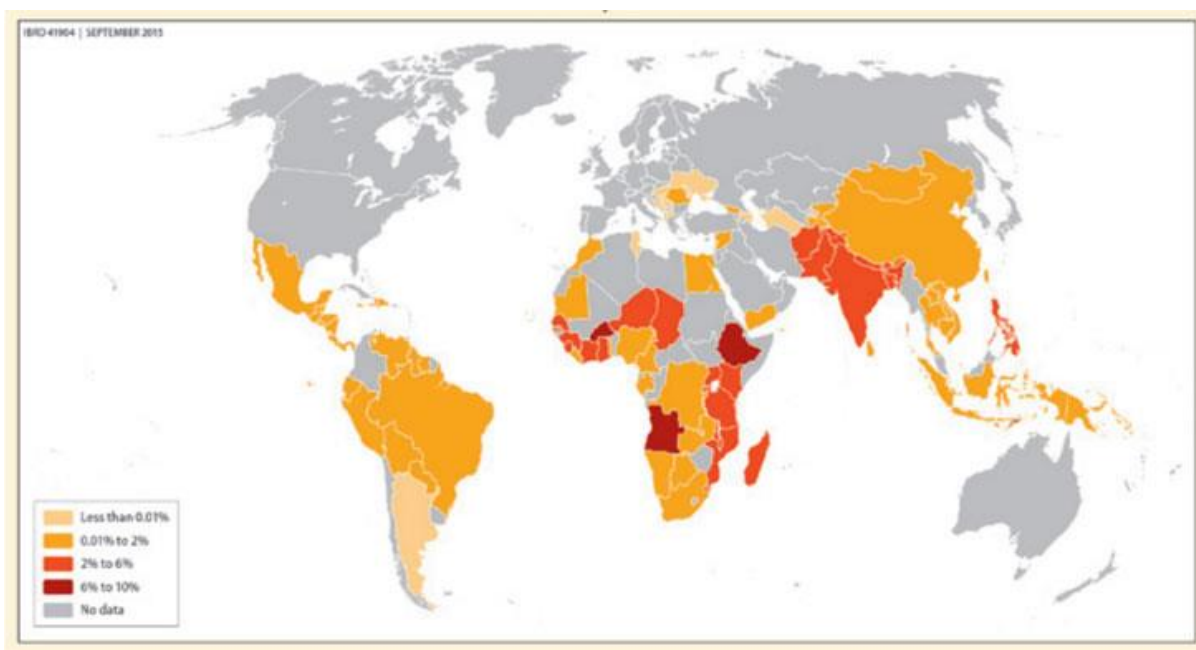 IBRD 41904 | SEPTEMBER 2015
Less than 0.01%
0.01% to 2%
2% to 6%
6% to 10%
No data